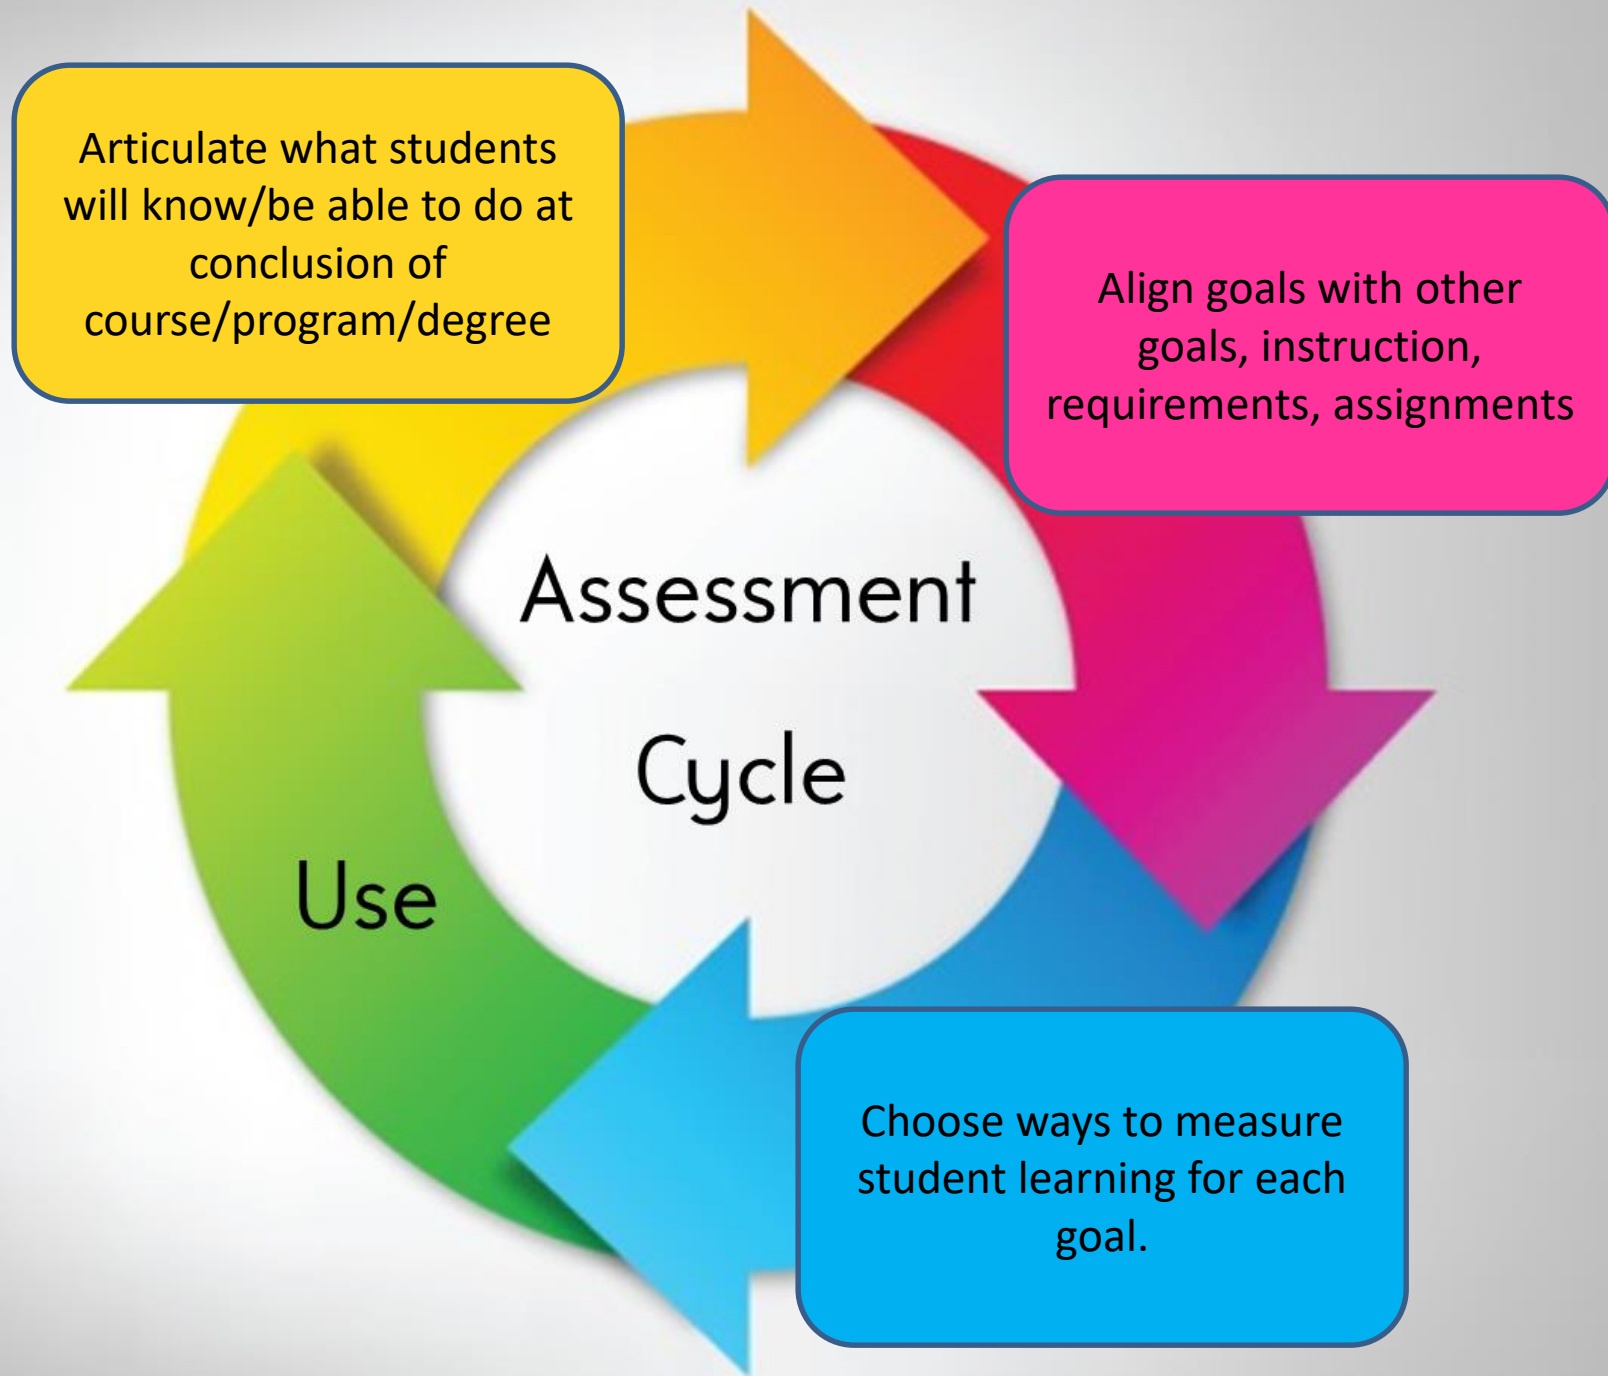 Articulate what students
will know/be able to do at
conclusion of
course/program/degree
Align goals with other
goals, instruction,
requirements, assignments
Assessment
Cycle
Use
Choose ways to measure
student learning for each
goal.